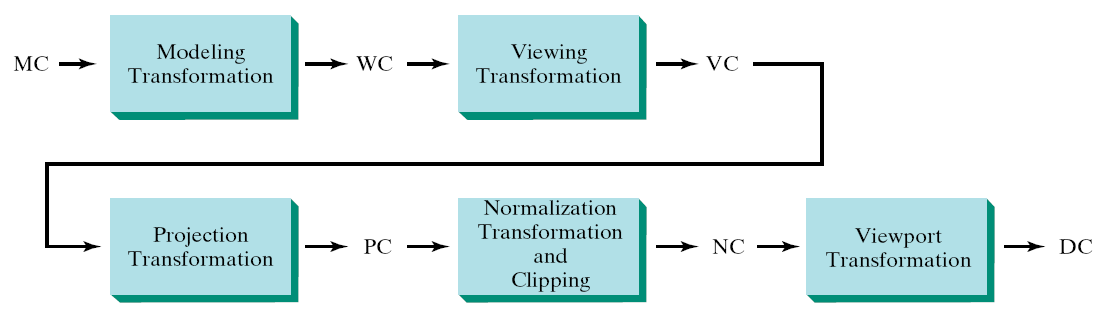 MC
Modeling
Transformation
WC
Viewing
Transformation
VC
Projection
Transformation
PC
Normalization
Transformation
and
Clipping
NC
Viewport
Transformation
DC